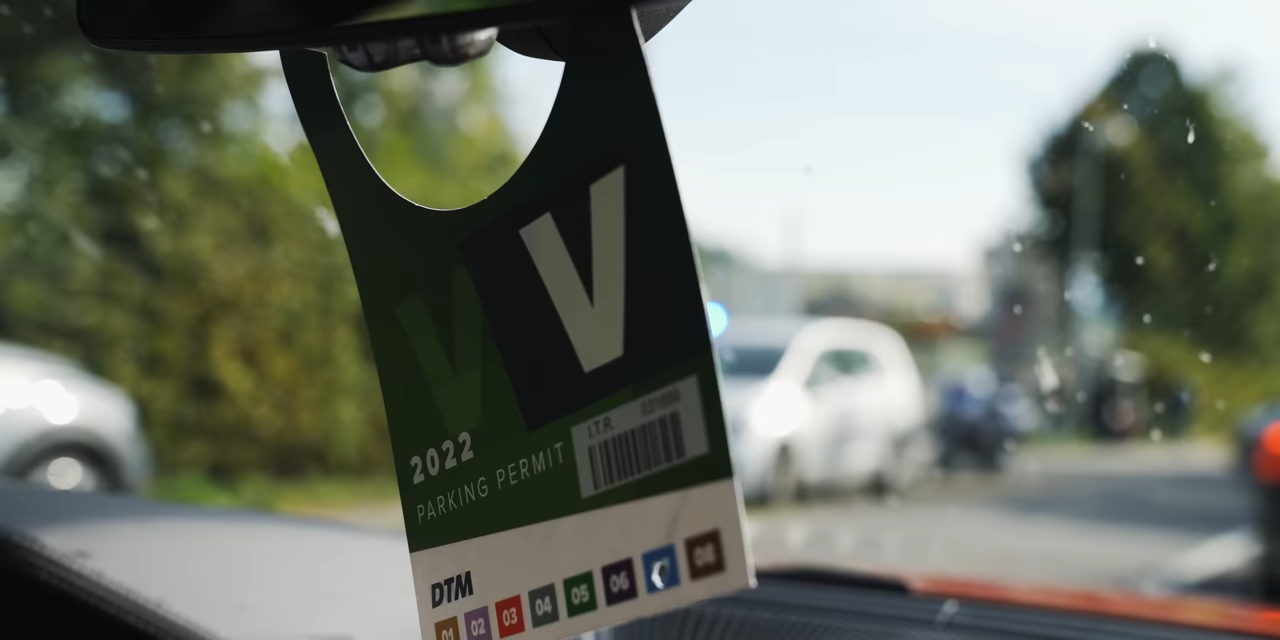 V
V
I.T.R.
2022
PARKING PERMIT
DTM
01 02 03 04 05 06 08